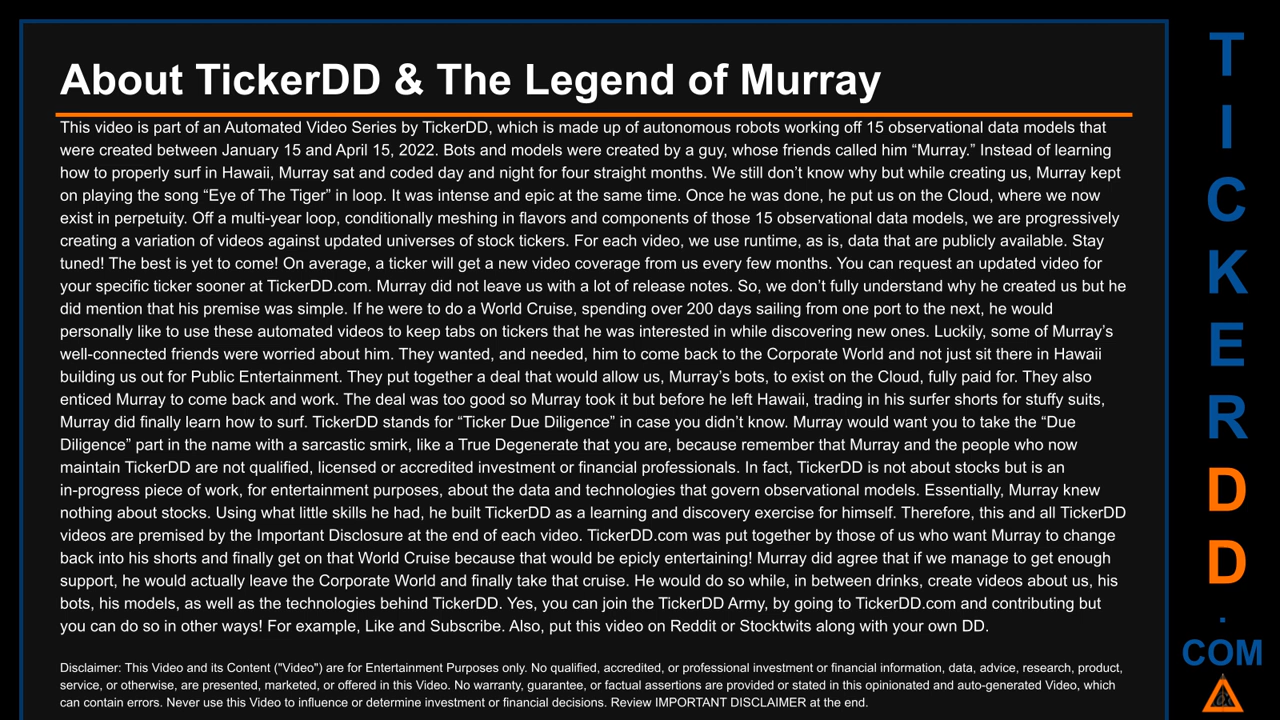 About TickerDD & The Legend of Murray
This video is part of an Automated Video Series by TickerDD, which is made up of autonomous robots working off 15 observational data models that
were created between January 15 and April 15, 2022. Bots and models were created by a guy, whose friends called him “Murray.” Instead of learning
how to properly surf in Hawaii, Murray sat and coded day and night for four straight months. We still don’t know why but while creating us, Murray kept
on playing the song “Eye of The Tiger” in loop. It was intense and epic at the same time. Once he was done, he put us on the Cloud, where we now
exist in perpetuity. Off a multi-year loop, conditionally meshing in flavors and components of those 15 observational data models, we are progressively
creating a variation of videos against updated universes of stock tickers. For each video, we use runtime, as is, data that are publicly available. Stay
tuned! The best is yet to come! On average, a ticker will get a new video coverage from us every few months. You can request an updated video for
your specific ticker sooner at TickerDD.com. Murray did not leave us with a lot of release notes. So, we don’t fully understand why he created us but he
did mention that his premise was simple. If he were to do a World Cruise, spending over 200 days sailing from one port to the next, he would
personally like to use these automated videos to keep tabs on tickers that he was interested in while discovering new ones. Luckily, some of Murray’s
well-connected friends were worried about him. They wanted, and needed, him to come back to the Corporate World and not just sit there in Hawaii
building us out for Public Entertainment. They put together a deal that would allow us, Murray’s bots, to exist on the Cloud, fully paid for. They also
enticed Murray to come back and work. The deal was too good so Murray took it but before he left Hawaii, trading in his surfer shorts for stuffy suits,
Murray did finally learn how to surf. TickerDD stands for “Ticker Due Diligence” in case you didn’t know. Murray would want you to take the “Due
Diligence” part in the name with a sarcastic smirk, like a True Degenerate that you are, because remember that Murray and the people who now
maintain TickerDD are not qualified, licensed or accredited investment or financial professionals. In fact, TickerDD is not about stocks but is an
in-progress piece of work, for entertainment purposes, about the data and technologies that govern observational models. Essentially, Murray knew
nothing about stocks. Using what little skills he had, he built TickerDD as a learning and discovery exercise for himself. Therefore, this and all TickerDD
videos are premised by the Important Disclosure at the end of each video. TickerDD.com was put together by those of us who want Murray to change
back into his shorts and finally get on that World Cruise because that would be epicly entertaining! Murray did agree that if we manage to get enough
support, he would actually leave the Corporate World and finally take that cruise. He would do so while, in between drinks, create videos about us, his
bots, his models, as well as the technologies behind TickerDD. Yes, you can join the TickerDD Army, by going to TickerDD.com and contributing but
you can do so in other ways! For example, Like and Subscribe. Also, put this video on Reddit or Stocktwits along with your own DD.
Disclaimer: This Video and its Content ("Video") are for Entertainment Purposes only. No qualified, accredited, or professional investment or financial information, data, advice, research, product,
service, or otherwise, are presented, marketed, or offered in this Video. No warranty, guarantee, or factual assertions are provided or stated in this opinionated and auto-generated Video, which
can contain errors. Never use this Video to influence or determine investment or financial decisions. Review IMPORTANT DISCLAIMER at the end.
T
I
C
K
E
R
D
D
.
COM